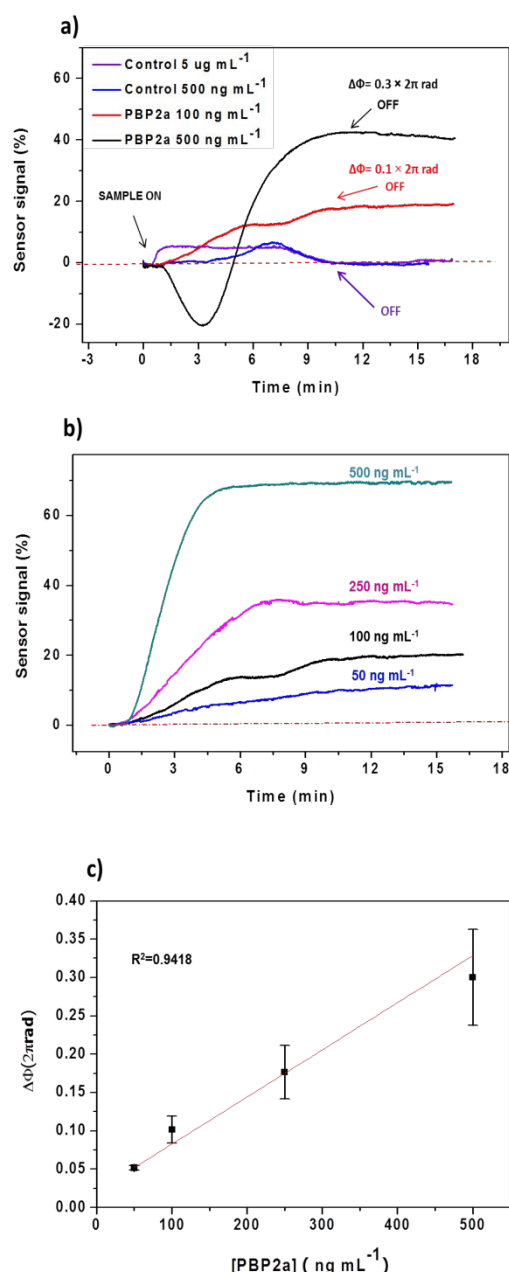 a)
Control 5 ug mL⁻¹
Control 500 ng mL⁻¹
PBP2a 100 ng mL⁻¹
PBP2a 500 ng mL⁻¹
ΔΦ= 0.3 × 2π rad
OFF
ΔΦ= 0.1 × 2π rad
OFF
SAMPLE ON
OFF
Sensor signal (%)
60
40
20
0
-20
-3 0 3 6 9 12 15 18
Time (min)
b)
500 ng mL⁻¹
250 ng mL⁻¹
100 ng mL⁻¹
50 ng mL⁻¹
Sensor signal (%)
60
40
20
0
0 3 6 9 12 15 18
Time (min)
c)
R²=0.9418
ΔΦ(2πrad)
0.40
0.35
0.30
0.25
0.20
0.15
0.10
0.05
0.00
0 100 200 300 400 500
[PBP2a] ( ng mL⁻¹)